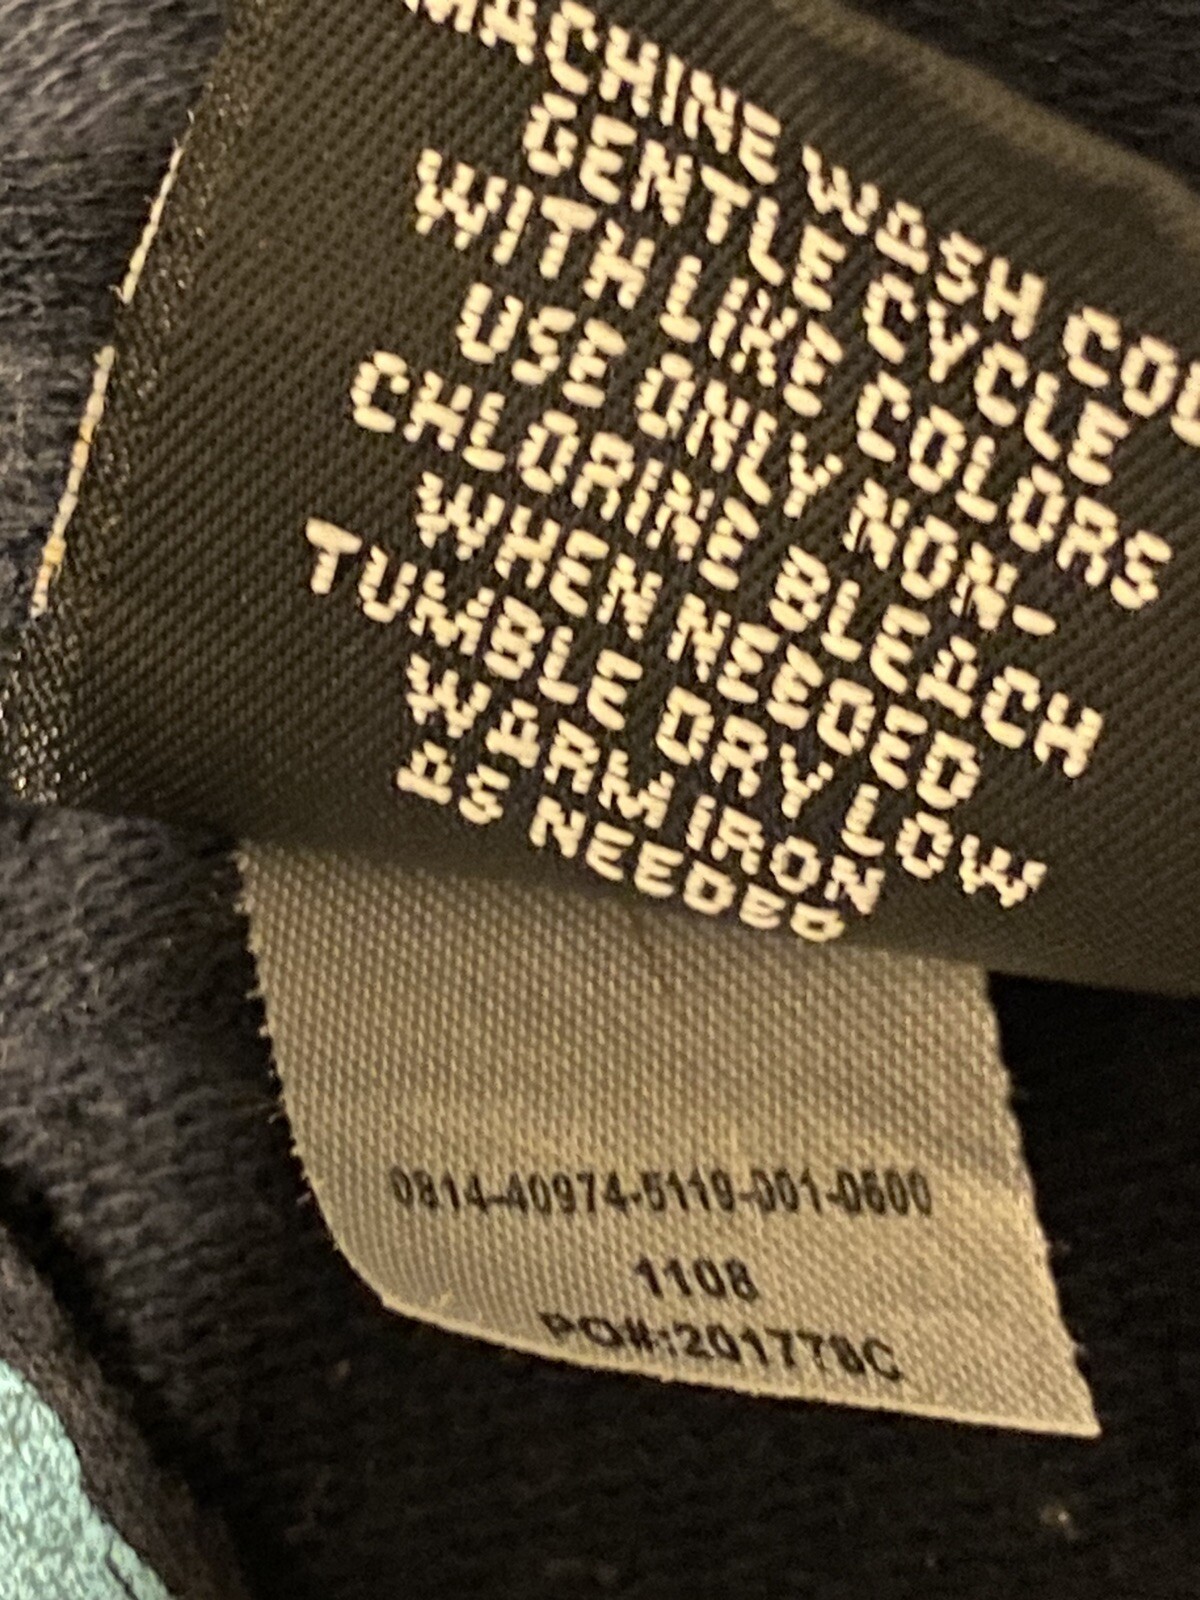 MACHINE WASH COO
GENTLE CYCLE
WITH LIKE COLORS
USE ONLY NON-
CHLORINE BLEACH
WHEN NEEDED
TUMBLE DRY LOW
WARM IRON
AS NEEDED
0814-40974-5119-001-0600
1108
PO#:201778C